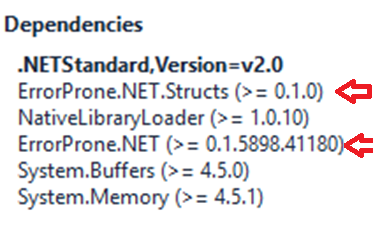 Dependencies
.NETStandard,Version=v2.0
ErrorProne.NET.Structs (>= 0.1.0)
NativeLibraryLoader (>= 1.0.10)
ErrorProne.NET (>= 0.1.5898.41180)
System.Buffers (>= 4.5.0)
System.Memory (>= 4.5.1)